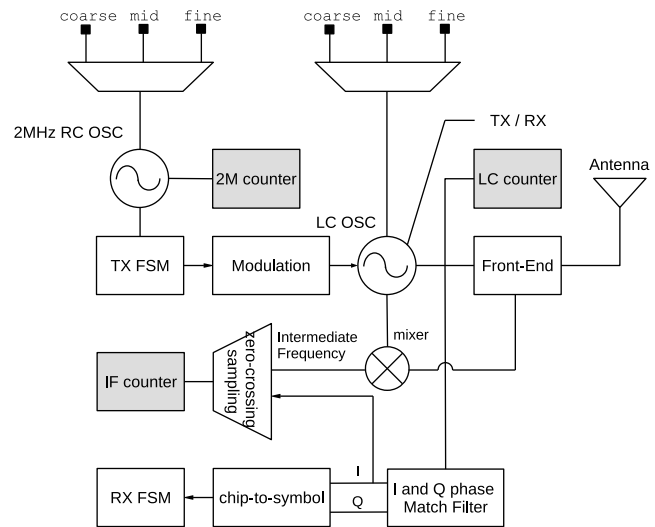 coarse mid fine
coarse mid fine
2MHz RC OSC
TX / RX
2M counter
LC counter
Antenna
LC OSC
TX FSM
Modulation
Front-End
Intermediate
Frequency
mixer
zero-crossing
sampling
IF counter
I
Q
RX FSM
chip-to-symbol
I and Q phase
Match Filter